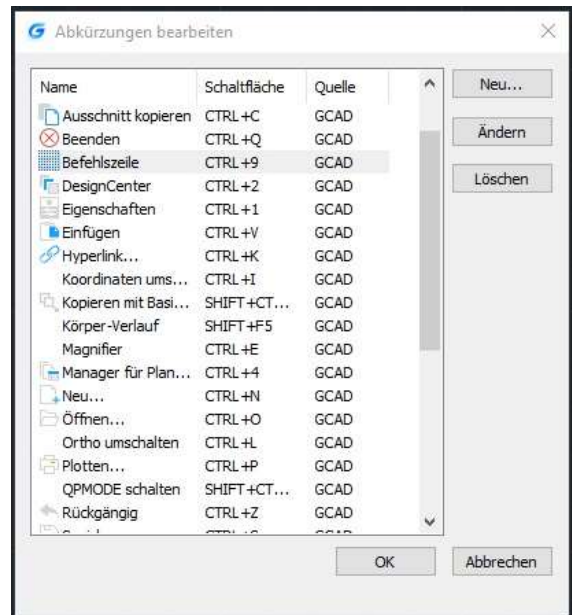 Abkürzungen bearbeiten
Name Schaltfläche Quelle
Ausschnitt kopieren CTRL+C GCAD
Beenden CTRL+Q GCAD
Befehlszeile CTRL+9 GCAD
DesignCenter CTRL+2 GCAD
Eigenschaften CTRL+1 GCAD
Einfügen CTRL+V GCAD
Hyperlink... CTRL+K GCAD
Koordinaten ums... CTRL+I GCAD
Kopieren mit Basi... SHIFT+CT... GCAD
Körper-Verlauf SHIFT+F5 GCAD
Magnifier CTRL+E GCAD
Manager für Plan... CTRL+4 GCAD
Neu... CTRL+N GCAD
Öffnen... CTRL+O GCAD
Ortho umschalten CTRL+L GCAD
Plotten... CTRL+P GCAD
QPMODE schalten SHIFT+CT... GCAD
Rückgängig CTRL+Z GCAD
Neu...
Ändern
Löschen
OK Abbrechen